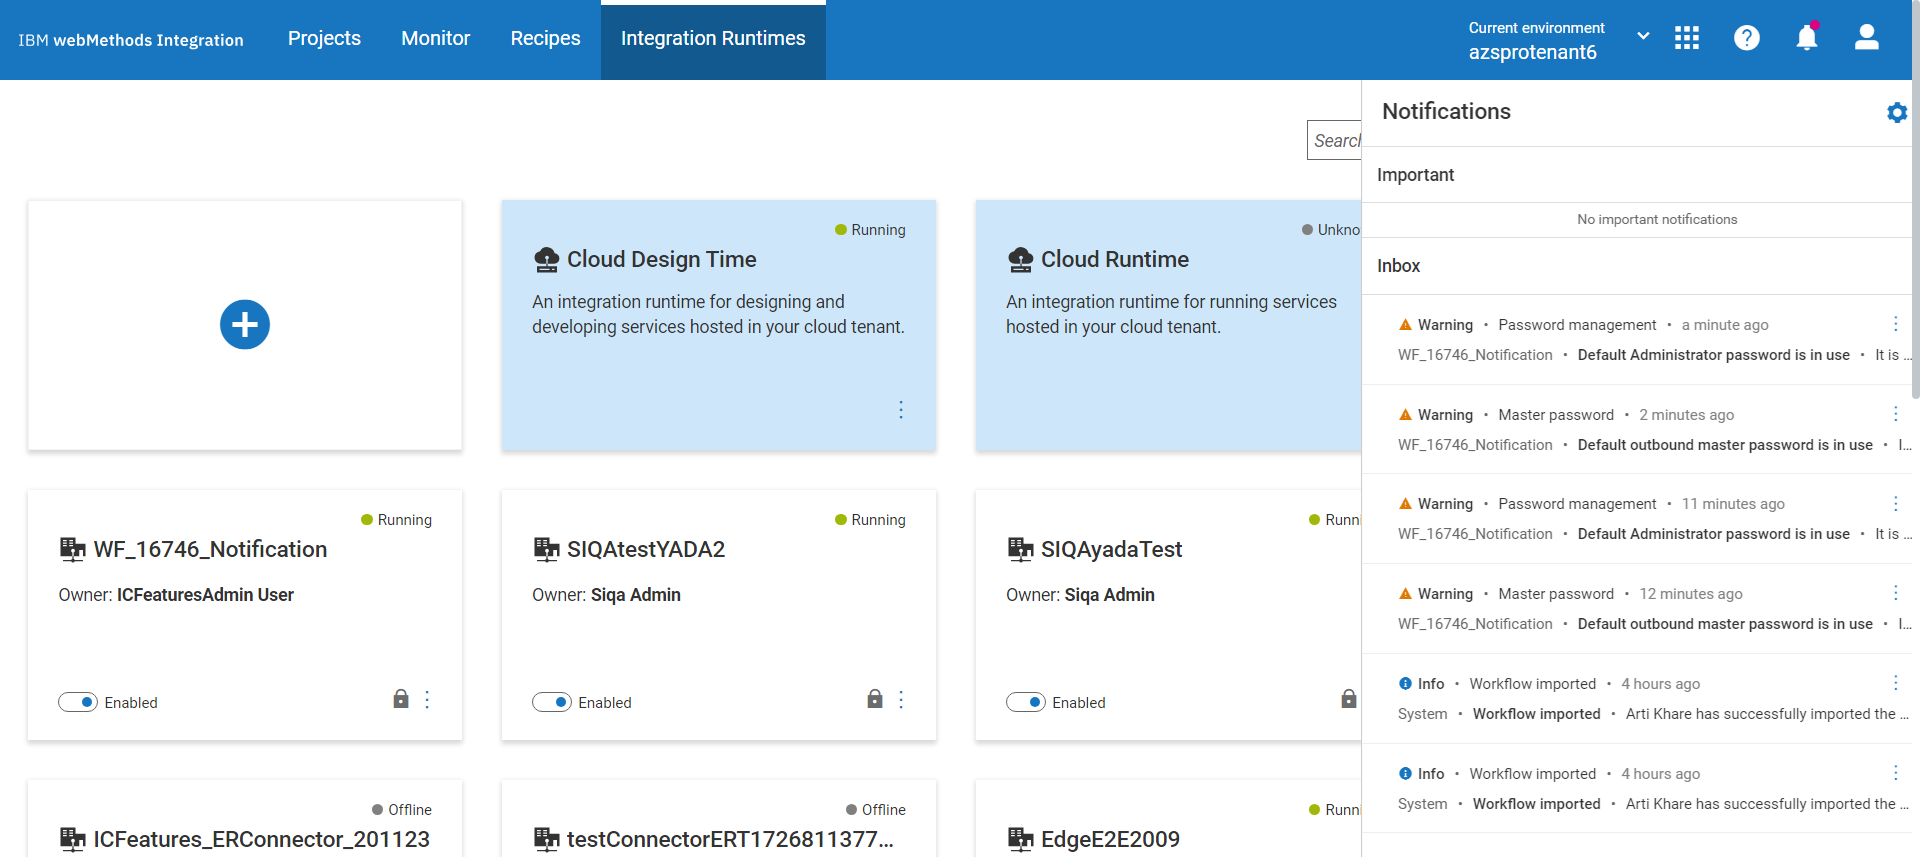 IBM webMethods Integration
Projects
Monitor
Recipes
Integration Runtimes
Current environment
azsprotenant6
Search
Running
Cloud Design Time
An integration runtime for designing and
developing services hosted in your cloud tenant.
Unkno
Cloud Runtime
An integration runtime for running services
hosted in your cloud tenant.
Running
WF_16746_Notification
Owner: ICFeaturesAdmin User
Enabled
Running
SIQAtestYADA2
Owner: Siqa Admin
Enabled
Runni
SIQAyadaTest
Owner: Siqa Admin
Enabled
Offline
ICFeatures_ERConnector_201123
Offline
testConnectorERT1726811377...
Runni
EdgeE2E2009
Notifications
Important
No important notifications
Inbox
Warning • Password management • a minute ago
WF_16746_Notification • Default Administrator password is in use • It is ...
Warning • Master password • 2 minutes ago
WF_16746_Notification • Default outbound master password is in use • I...
Warning • Password management • 11 minutes ago
WF_16746_Notification • Default Administrator password is in use • It is ...
Warning • Master password • 12 minutes ago
WF_16746_Notification • Default outbound master password is in use • I...
Info • Workflow imported • 4 hours ago
System • Workflow imported • Arti Khare has successfully imported the ...
Info • Workflow imported • 4 hours ago
System • Workflow imported • Arti Khare has successfully imported the ...